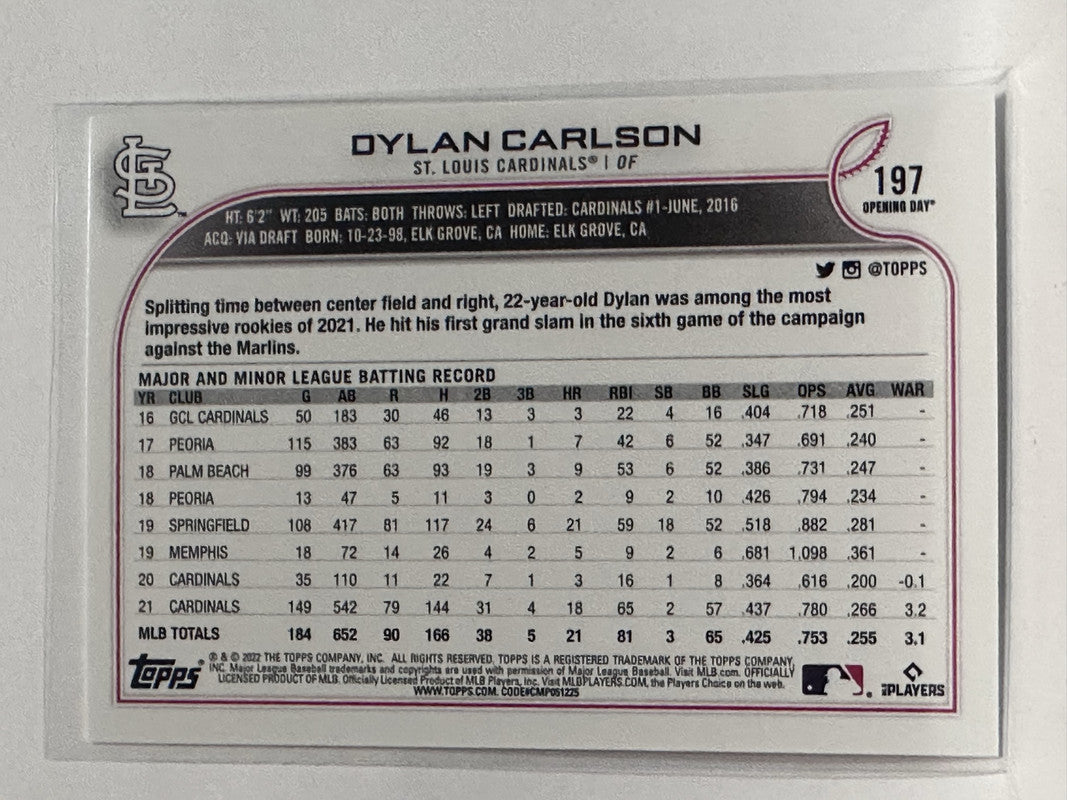 DYLAN CARLSON
ST. LOUIS CARDINALS® | OF
197
OPENING DAY®
HT: 6'2" WT: 205 BATS: BOTH THROWS: LEFT DRAFTED: CARDINALS #1-JUNE, 2016
ACQ: VIA DRAFT BORN: 10-23-98, ELK GROVE, CA HOME: ELK GROVE, CA
@TOPPS
Splitting time between center field and right, 22-year-old Dylan was among the most
impressive rookies of 2021. He hit his first grand slam in the sixth game of the campaign
against the Marlins.
MAJOR AND MINOR LEAGUE BATTING RECORD
YR CLUB G AB R H 2B 3B HR RBI SB BB SLG OPS AVG WAR
16 GCL CARDINALS 50 183 30 46 13 3 3 22 4 16 .404 .718 .251 -
17 PEORIA 115 383 63 92 18 1 7 42 6 52 .347 .691 .240 -
18 PALM BEACH 99 376 63 93 19 3 9 53 6 52 .386 .731 .247 -
18 PEORIA 13 47 5 11 3 0 2 9 2 10 .426 .794 .234 -
19 SPRINGFIELD 108 417 81 117 24 6 21 59 18 52 .518 .882 .281 -
19 MEMPHIS 18 72 14 26 4 2 5 9 2 6 .681 1.098 .361 -
20 CARDINALS 35 110 11 22 7 1 3 16 1 8 .364 .616 .200 -0.1
21 CARDINALS 149 542 79 144 31 4 18 65 2 57 .437 .780 .266 3.2
MLB TOTALS 184 652 90 166 38 5 21 81 3 65 .425 .753 .255 3.1
Topps®
® & © 2022 THE TOPPS COMPANY, INC. ALL RIGHTS RESERVED. TOPPS IS A REGISTERED TRADEMARK OF THE TOPPS COMPANY,
INC. Major League Baseball trademarks and copyrights are used with permission of Major League Baseball. Visit MLB.com. OFFICIALLY
LICENSED PRODUCT OF MLB. Officially Licensed Product of MLB Players, Inc. Visit MLBPLAYERS.COM, the Players Choice on the web.
WWW.TOPPS.COM. CODE#CMP051275
PLAYERS